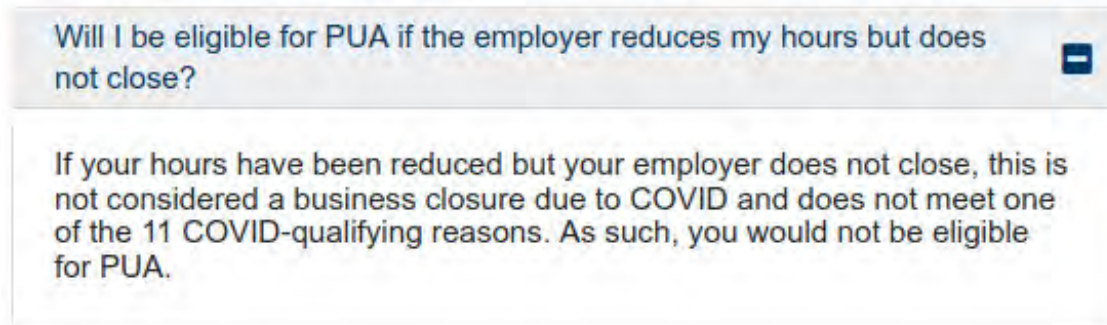 Will I be eligible for PUA if the employer reduces my hours but does
not close?
If your hours have been reduced but your employer does not close, this is
not considered a business closure due to COVID and does not meet one
of the 11 COVID-qualifying reasons. As such, you would not be eligible
for PUA.